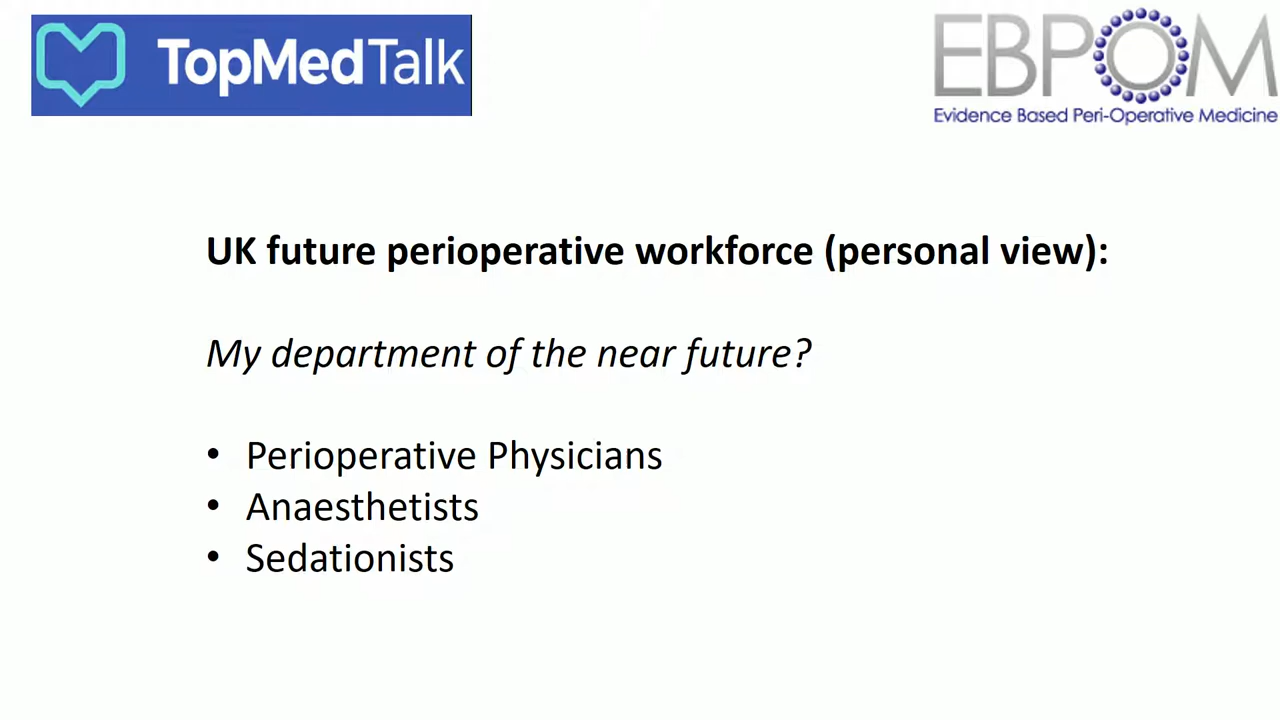 TopMedTalk
EBPOM
Evidence Based Peri-Operative Medicine
UK future perioperative workforce (personal view):
My department of the near future?
• Perioperative Physicians
• Anaesthetists
• Sedationists